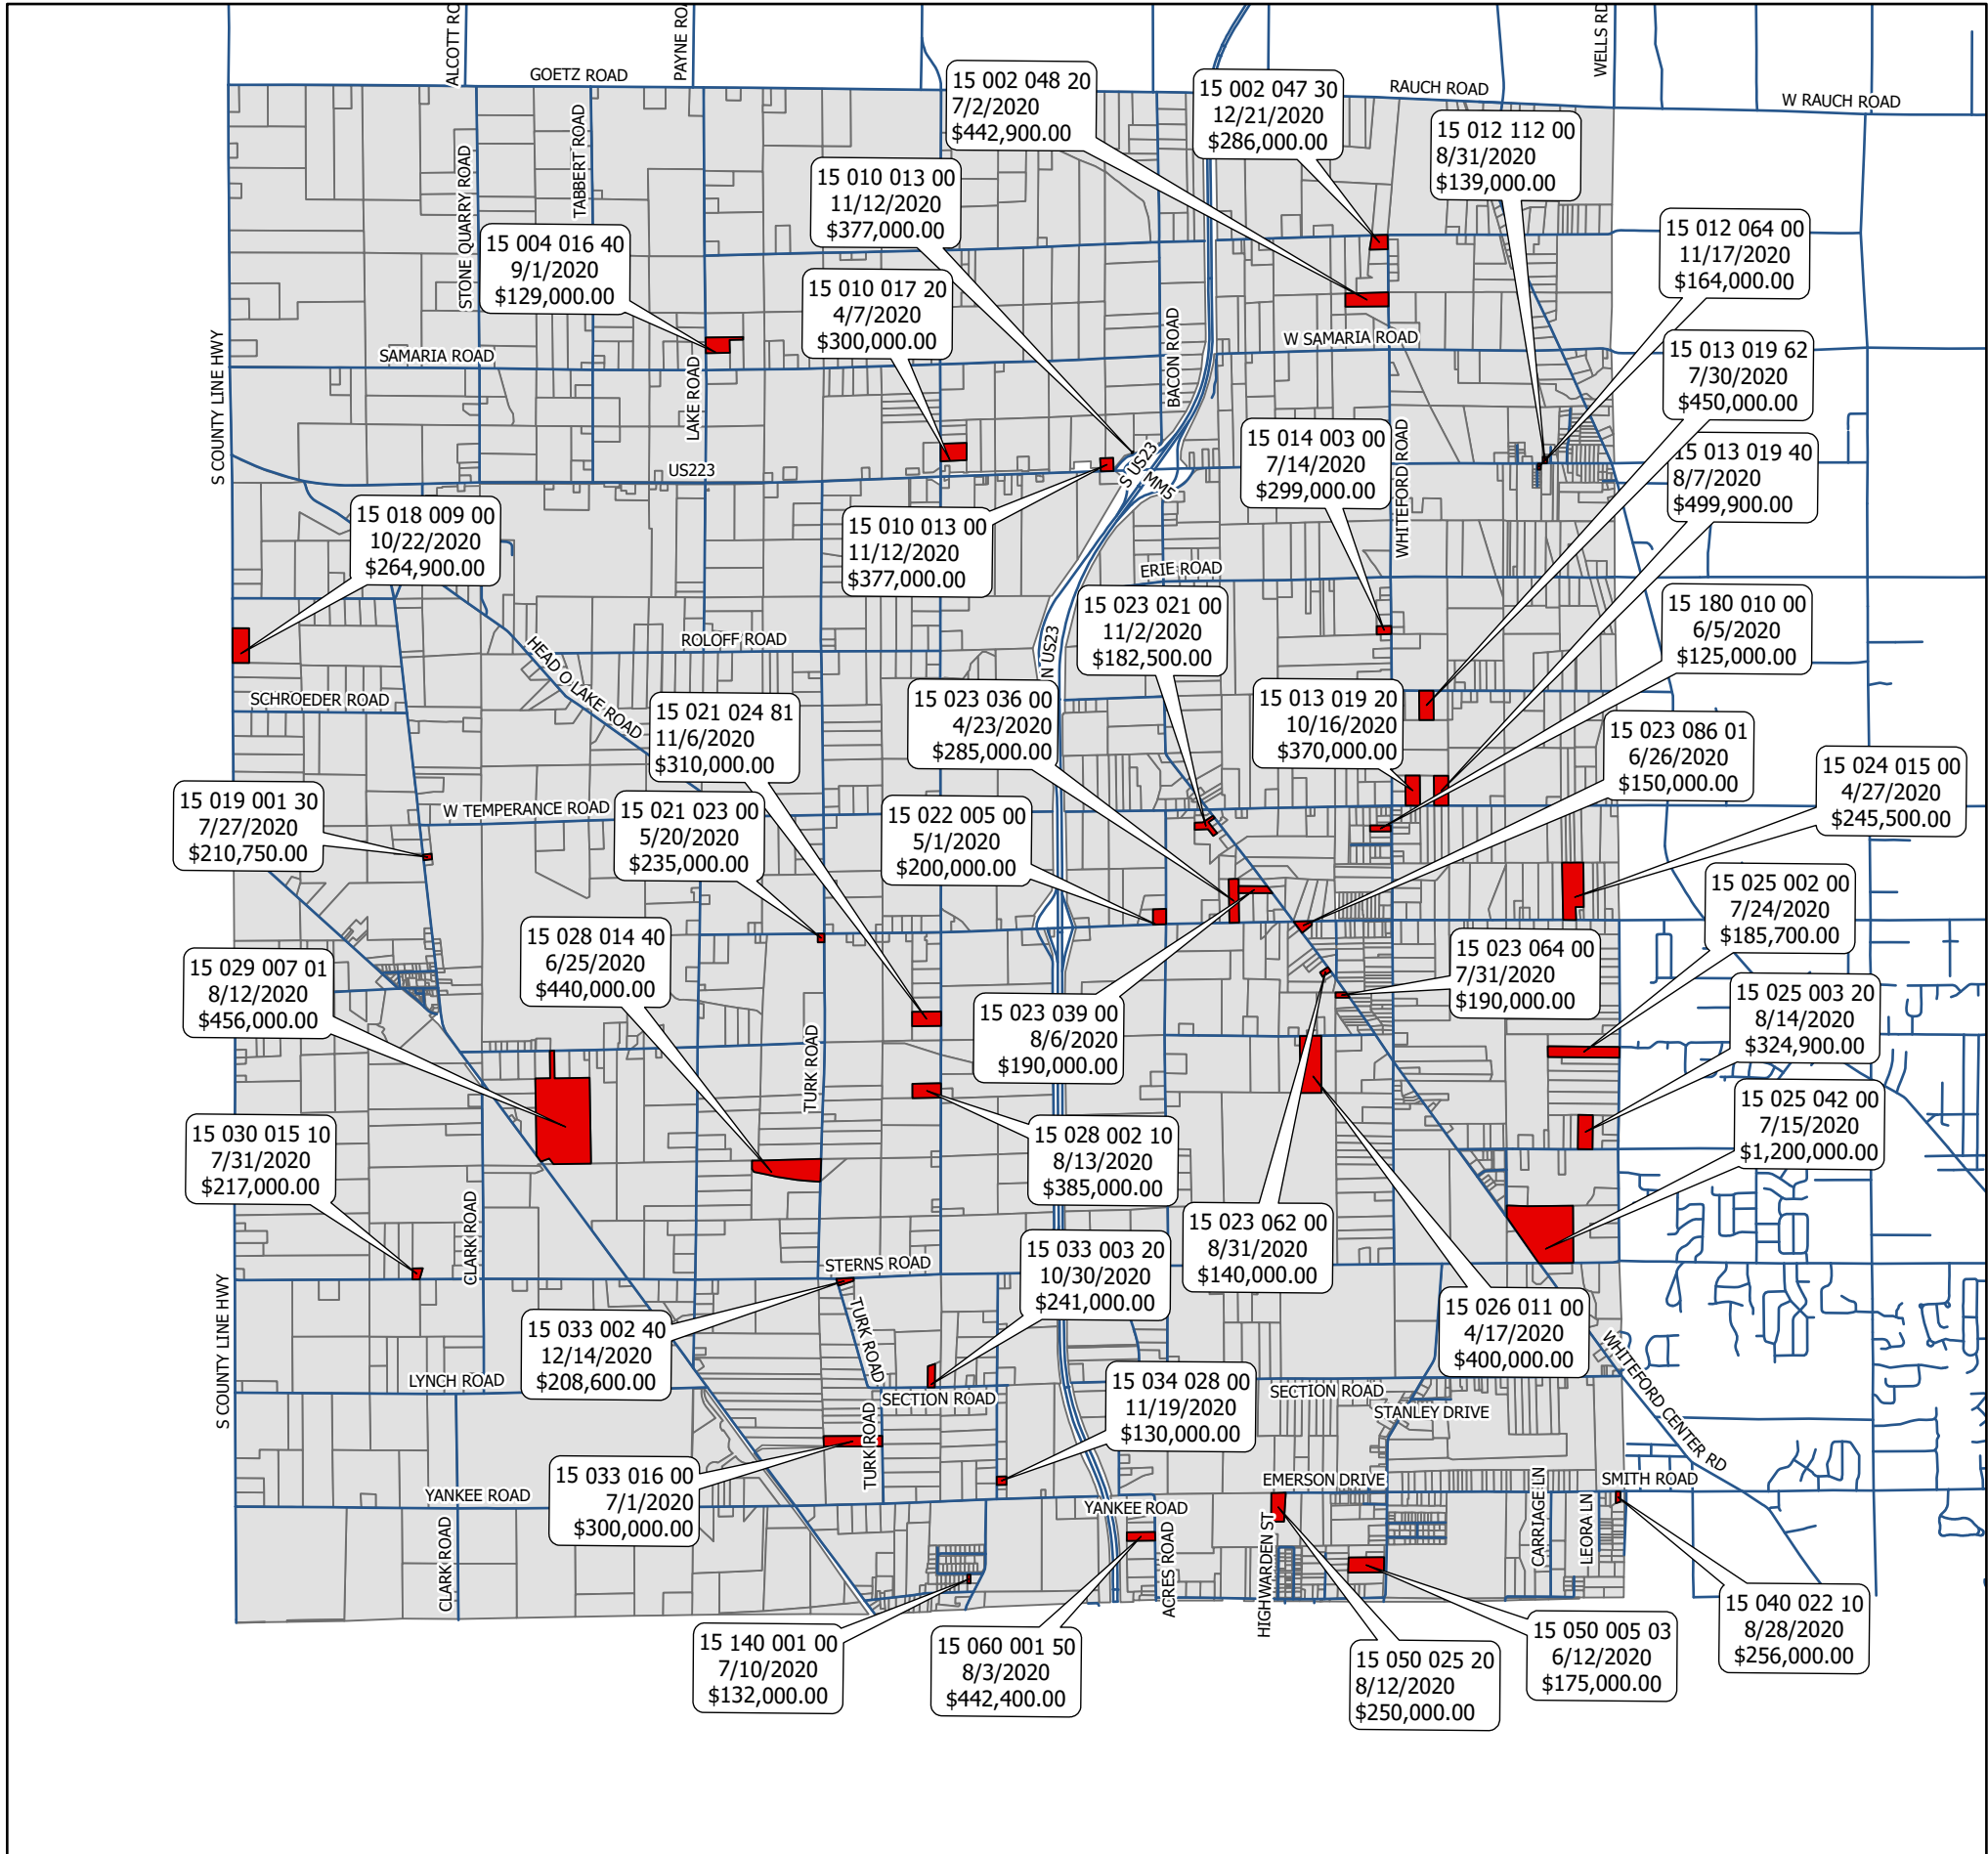 ALCOTT RO
PAYNE ROA
WELLS RD
GOETZ ROAD
RAUCH ROAD
W RAUCH ROAD
15 002 048 20
7/2/2020
$442,900.00
15 002 047 30
12/21/2020
$286,000.00
15 012 112 00
8/31/2020
$139,000.00
STONE QUARRY ROAD
TABBERT ROAD
15 010 013 00
11/12/2020
$377,000.00
15 004 016 40
9/1/2020
$129,000.00
15 012 064 00
11/17/2020
$164,000.00
15 010 017 20
4/7/2020
$300,000.00
S COUNTY LINE HWY
SAMARIA ROAD
LAKE ROAD
BACON ROAD
W SAMARIA ROAD
15 013 019 62
7/30/2020
$450,000.00
US223
S US23
MM5
15 014 003 00
7/14/2020
$299,000.00
WHITEFORD ROAD
15 013 019 40
8/7/2020
$499,900.00
15 018 009 00
10/22/2020
$264,900.00
15 010 013 00
11/12/2020
$377,000.00
ERIE ROAD
15 023 021 00
11/2/2020
$182,500.00
15 180 010 00
6/5/2020
$125,000.00
ROLOFF ROAD
HEAD O LAKE ROAD
N US23
SCHROEDER ROAD
15 021 024 81
11/6/2020
$310,000.00
15 023 036 00
4/23/2020
$285,000.00
15 013 019 20
10/16/2020
$370,000.00
15 023 086 01
6/26/2020
$150,000.00
15 024 015 00
4/27/2020
$245,500.00
15 019 001 30
7/27/2020
$210,750.00
W TEMPERANCE ROAD
15 021 023 00
5/20/2020
$235,000.00
15 022 005 00
5/1/2020
$200,000.00
15 025 002 00
7/24/2020
$185,700.00
15 028 014 40
6/25/2020
$440,000.00
15 023 064 00
7/31/2020
$190,000.00
15 029 007 01
8/12/2020
$456,000.00
15 025 003 20
8/14/2020
$324,900.00
15 023 039 00
8/6/2020
$190,000.00
TURK ROAD
15 025 042 00
7/15/2020
$1,200,000.00
15 030 015 10
7/31/2020
$217,000.00
15 028 002 10
8/13/2020
$385,000.00
CLARK ROAD
15 023 062 00
8/31/2020
$140,000.00
15 033 003 20
10/30/2020
$241,000.00
STERNS ROAD
S COUNTY LINE HWY
TURK ROAD
15 026 011 00
4/17/2020
$400,000.00
15 033 002 40
12/14/2020
$208,600.00
WHITEFORD CENTER RD
LYNCH ROAD
15 034 028 00
11/19/2020
$130,000.00
SECTION ROAD
SECTION ROAD
STANLEY DRIVE
TURK ROAD
15 033 016 00
7/1/2020
$300,000.00
EMERSON DRIVE
SMITH ROAD
YANKEE ROAD
YANKEE ROAD
CLARK ROAD
ACRES ROAD
HIGHWARDEN ST
CARRIAGE LN
LEORA LN
15 040 022 10
8/28/2020
$256,000.00
15 140 001 00
7/10/2020
$132,000.00
15 060 001 50
8/3/2020
$442,400.00
15 050 025 20
8/12/2020
$250,000.00
15 050 005 03
6/12/2020
$175,000.00